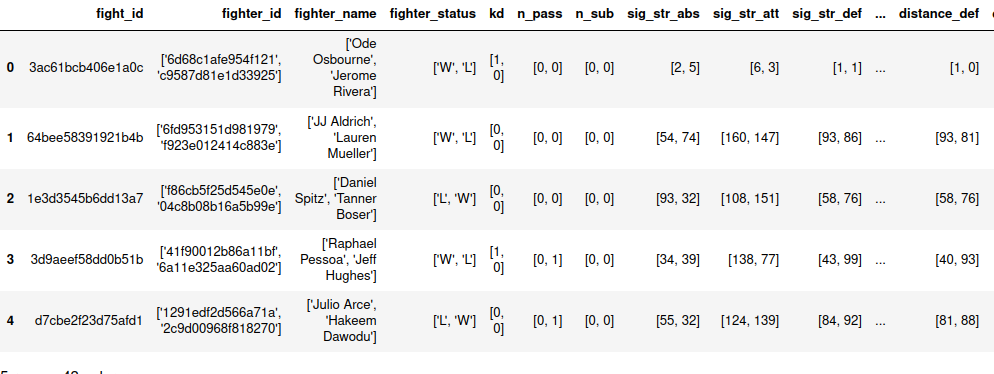 fight_id fighter_id fighter_name fighter_status kd n_pass n_sub sig_str_abs sig_str_att sig_str_def ... distance_def
0 3ac61bcb406e1a0c ['6d68c1afe954f121', 'c9587d81e1d33925'] ['Ode Osbourne', 'Jerome Rivera'] ['W', 'L'] [1, 0] [0, 0] [0, 0] [2, 5] [6, 3] [1, 1] ... [1, 0]
1 64bee58391921b4b ['6fd953151d981979', 'f923e012414c883e'] ['JJ Aldrich', 'Lauren Mueller'] ['W', 'L'] [0, 0] [0, 0] [0, 0] [54, 74] [160, 147] [93, 86] ... [93, 81]
2 1e3d3545b6dd13a7 ['f86cb5f25d545e0e', '04c8b08b16a5b99e'] ['Daniel Spitz', 'Tanner Boser'] ['L', 'W'] [0, 0] [0, 0] [0, 0] [93, 32] [108, 151] [58, 76] ... [58, 76]
3 3d9aeef58dd0b51b ['41f90012b86a11bf', '6a11e325aa60ad02'] ['Raphael Pessoa', 'Jeff Hughes'] ['W', 'L'] [1, 0] [0, 1] [0, 0] [34, 39] [138, 77] [43, 99] ... [40, 93]
4 d7cbe2f23d75afd1 ['1291edf2d566a71a', '2c9d00968f818270'] ['Julio Arce', 'Hakeem Dawodu'] ['L', 'W'] [0, 0] [0, 1] [0, 0] [55, 32] [124, 139] [84, 92] ... [81, 88]